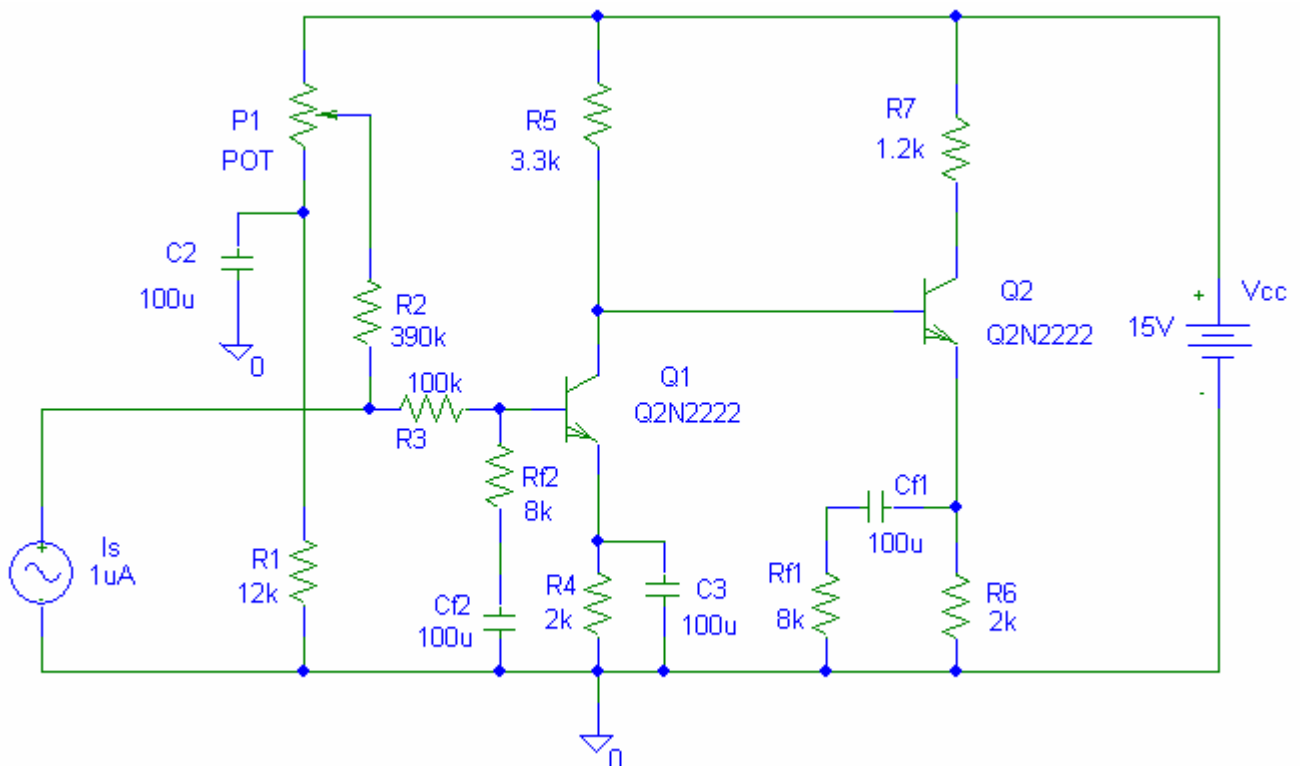 P1
POT
C2
100u
0
R2
390k
100k
R3
R5
3.3k
R7
1.2k
Q1
Q2N2222
Q2
Q2N2222
+
Vcc
15V
-
Is
1uA
+
-
R1
12k
Rf2
8k
Cf2
100u
R4
2k
C3
100u
Cf1
100u
Rf1
8k
R6
2k
0